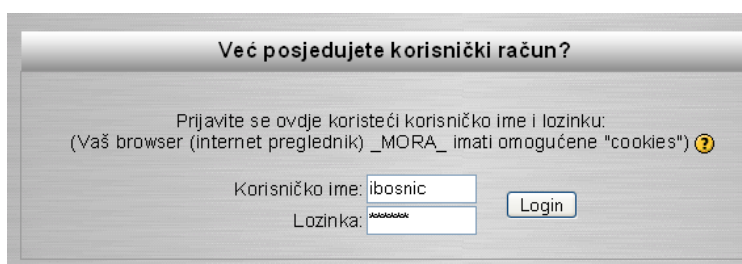 Već posjedujete korisnički račun?
Prijavite se ovdje koristeći korisničko ime i lozinku:
(Vaš browser (internet preglednik) _MORA_ imati omogućene "cookies") ?
Korisničko ime: ibosnic
Lozinka: *******
Login